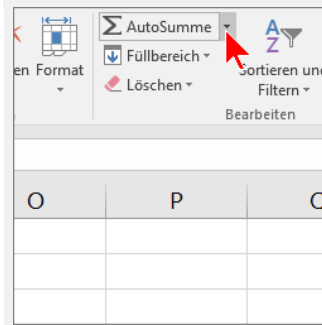 AutoSumme
en Format
Füllbereich
Löschen
Sortieren und
Filtern
Bearbeiten
O P